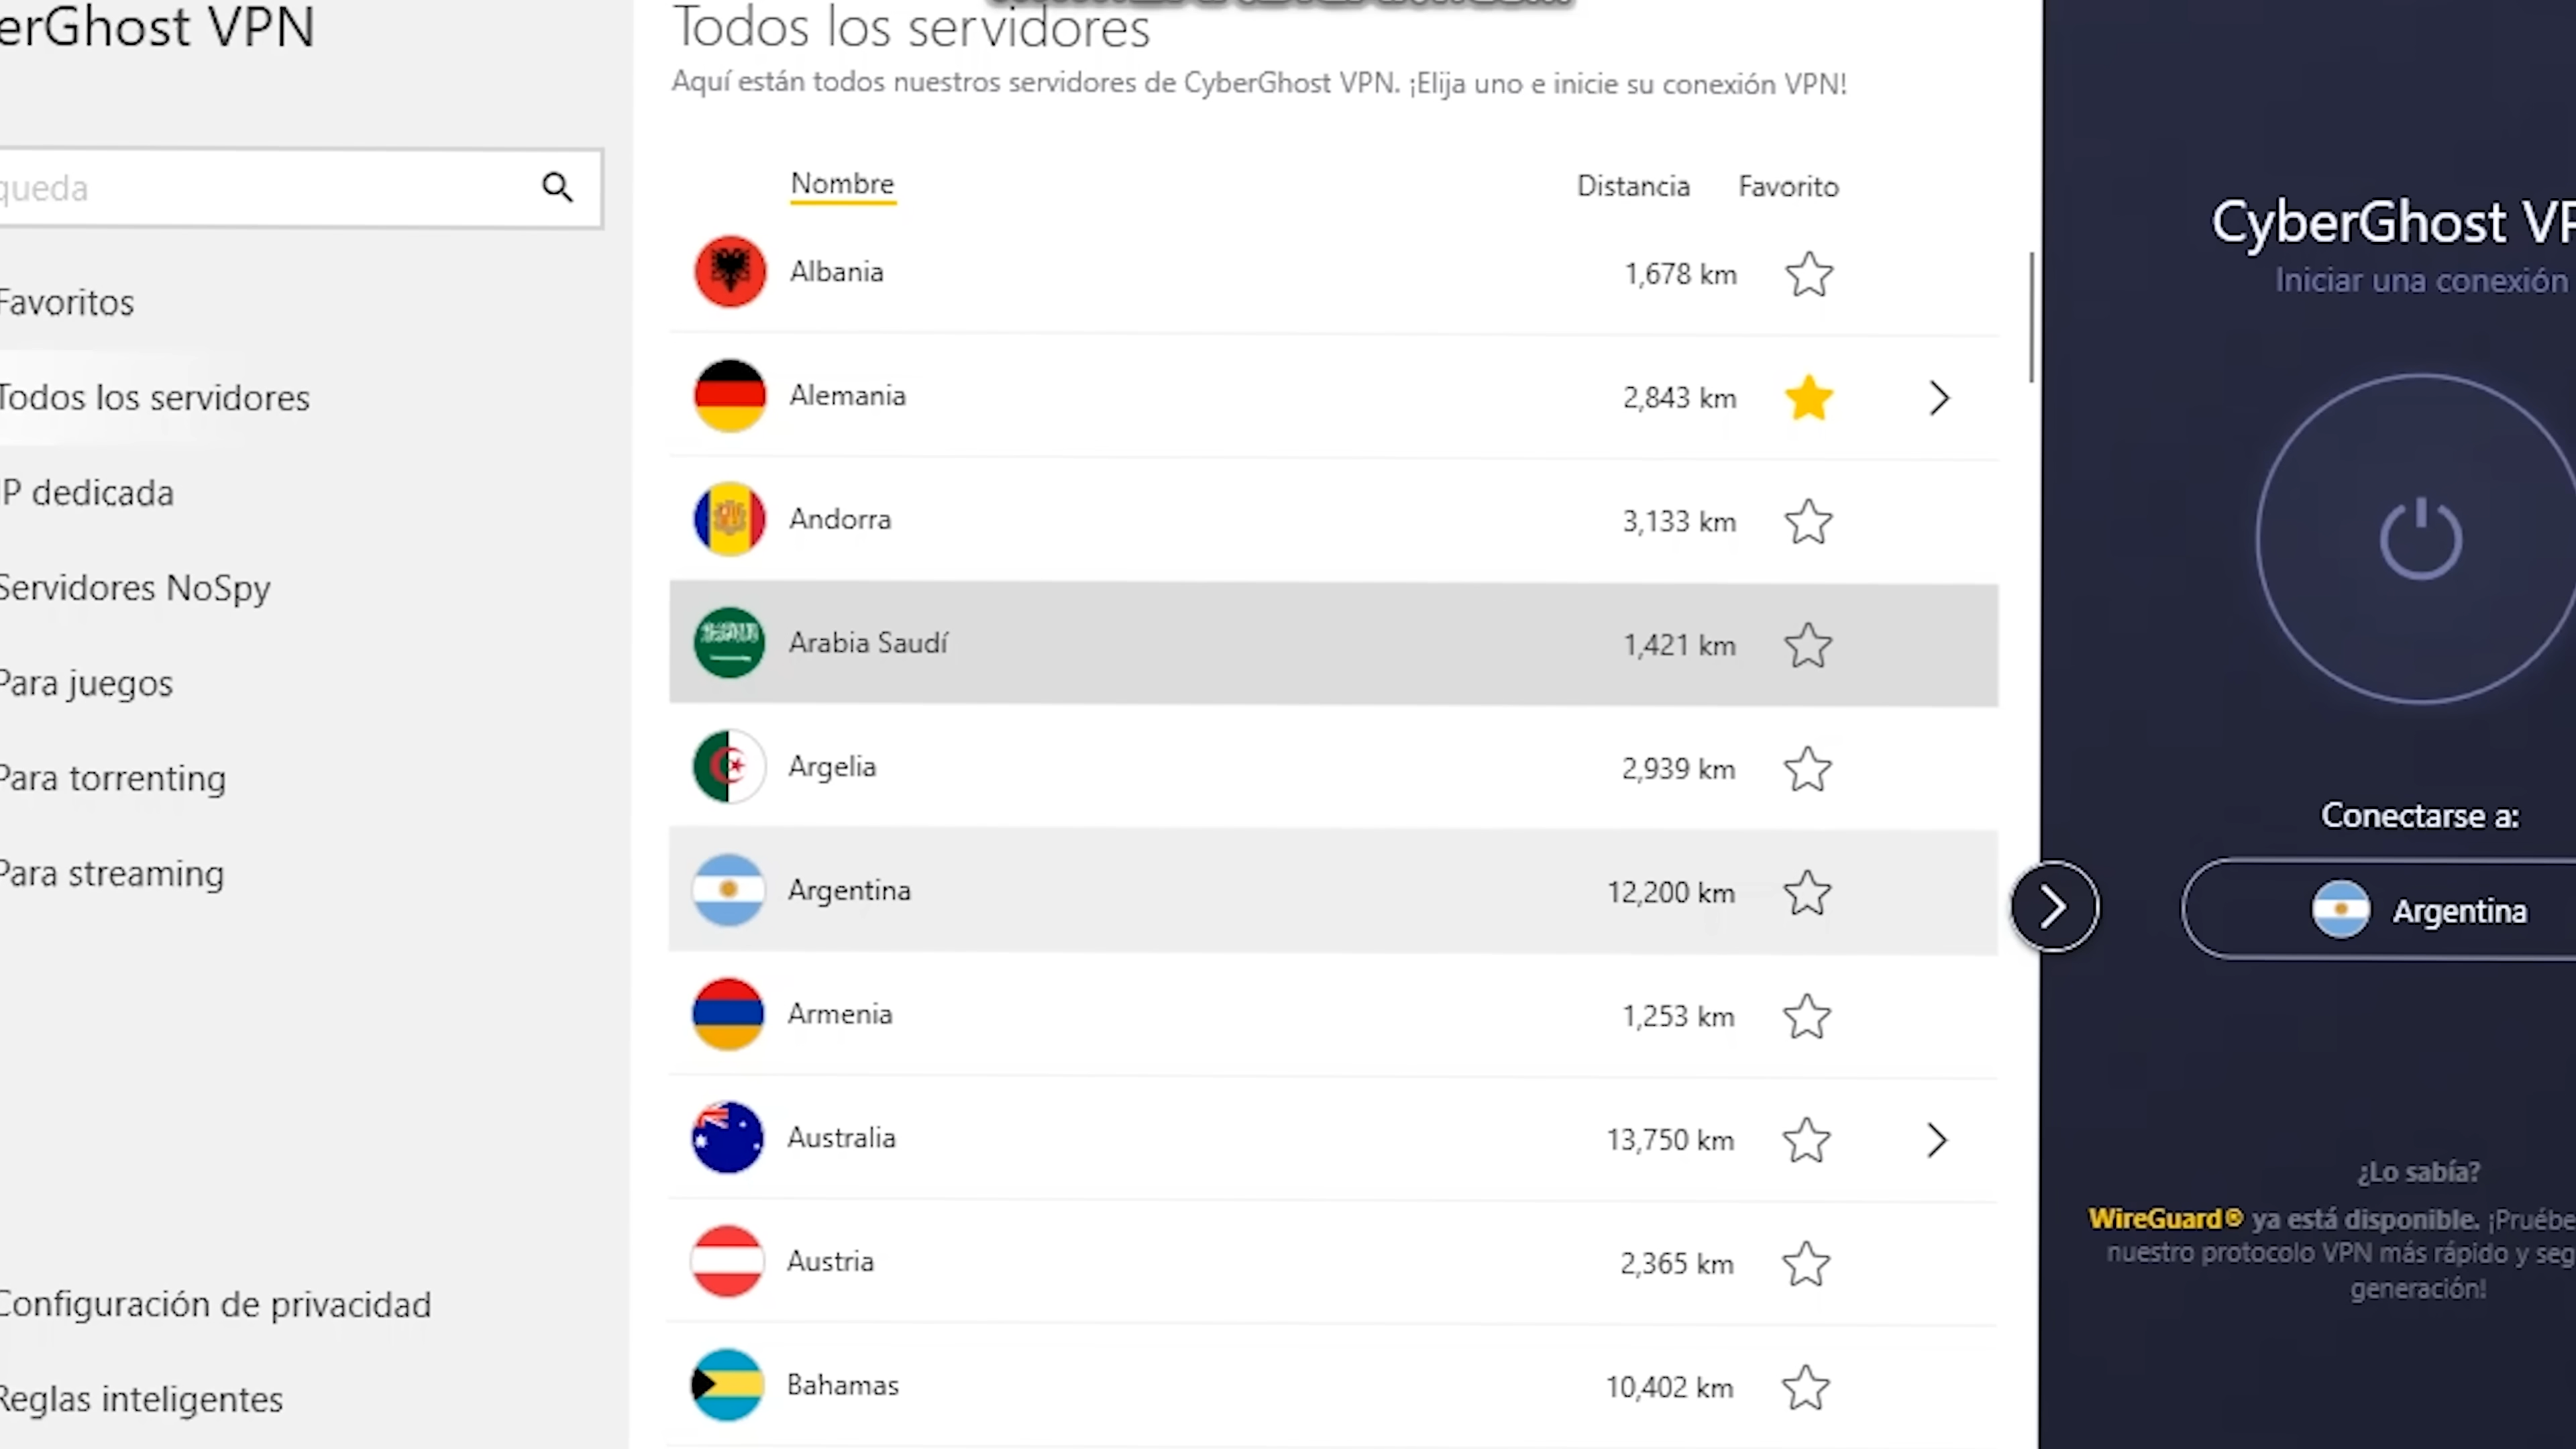 erGhost VPN
queda
Favoritos
Todos los servidores
IP dedicada
Servidores NoSpy
Para juegos
Para torrenting
Para streaming
Configuración de privacidad
Reglas inteligentes
Todos los servidores
Aquí están todos nuestros servidores de CyberGhost VPN. ¡Elija uno e inicie su conexión VPN!
Nombre Distancia Favorito
Albania 1,678 km
Alemania 2,843 km
Andorra 3,133 km
Arabia Saudí 1,421 km
Argelia 2,939 km
Argentina 12,200 km
Armenia 1,253 km
Australia 13,750 km
Austria 2,365 km
Bahamas 10,402 km
CyberGhost VP
Iniciar una conexión
Conectarse a:
Argentina
¿Lo sabía?
WireGuard® ya está disponible. ¡Pruébe
nuestro protocolo VPN más rápido y seg
generación!